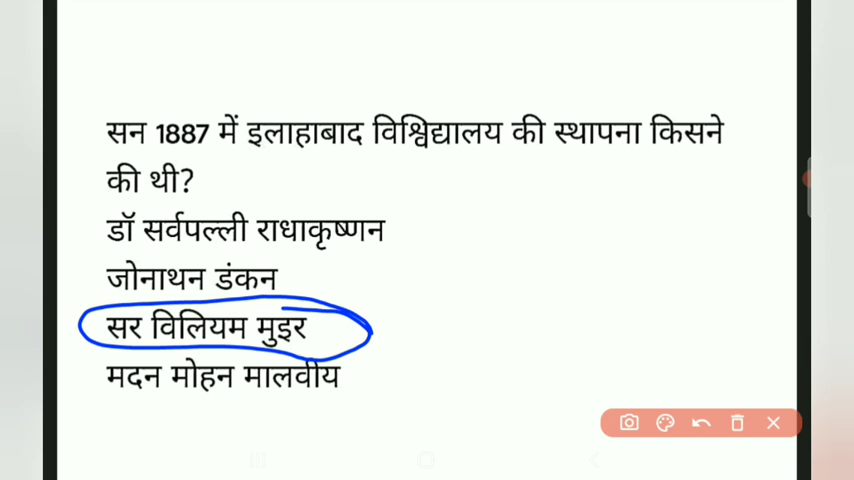 सन 1887 में इलाहाबाद विश्विद्यालय की स्थापना किसने
की थी?
डॉ सर्वपल्ली राधाकृष्णन
जोनाथन डंकन
सर विलियम मुइर
मदन मोहन मालवीय